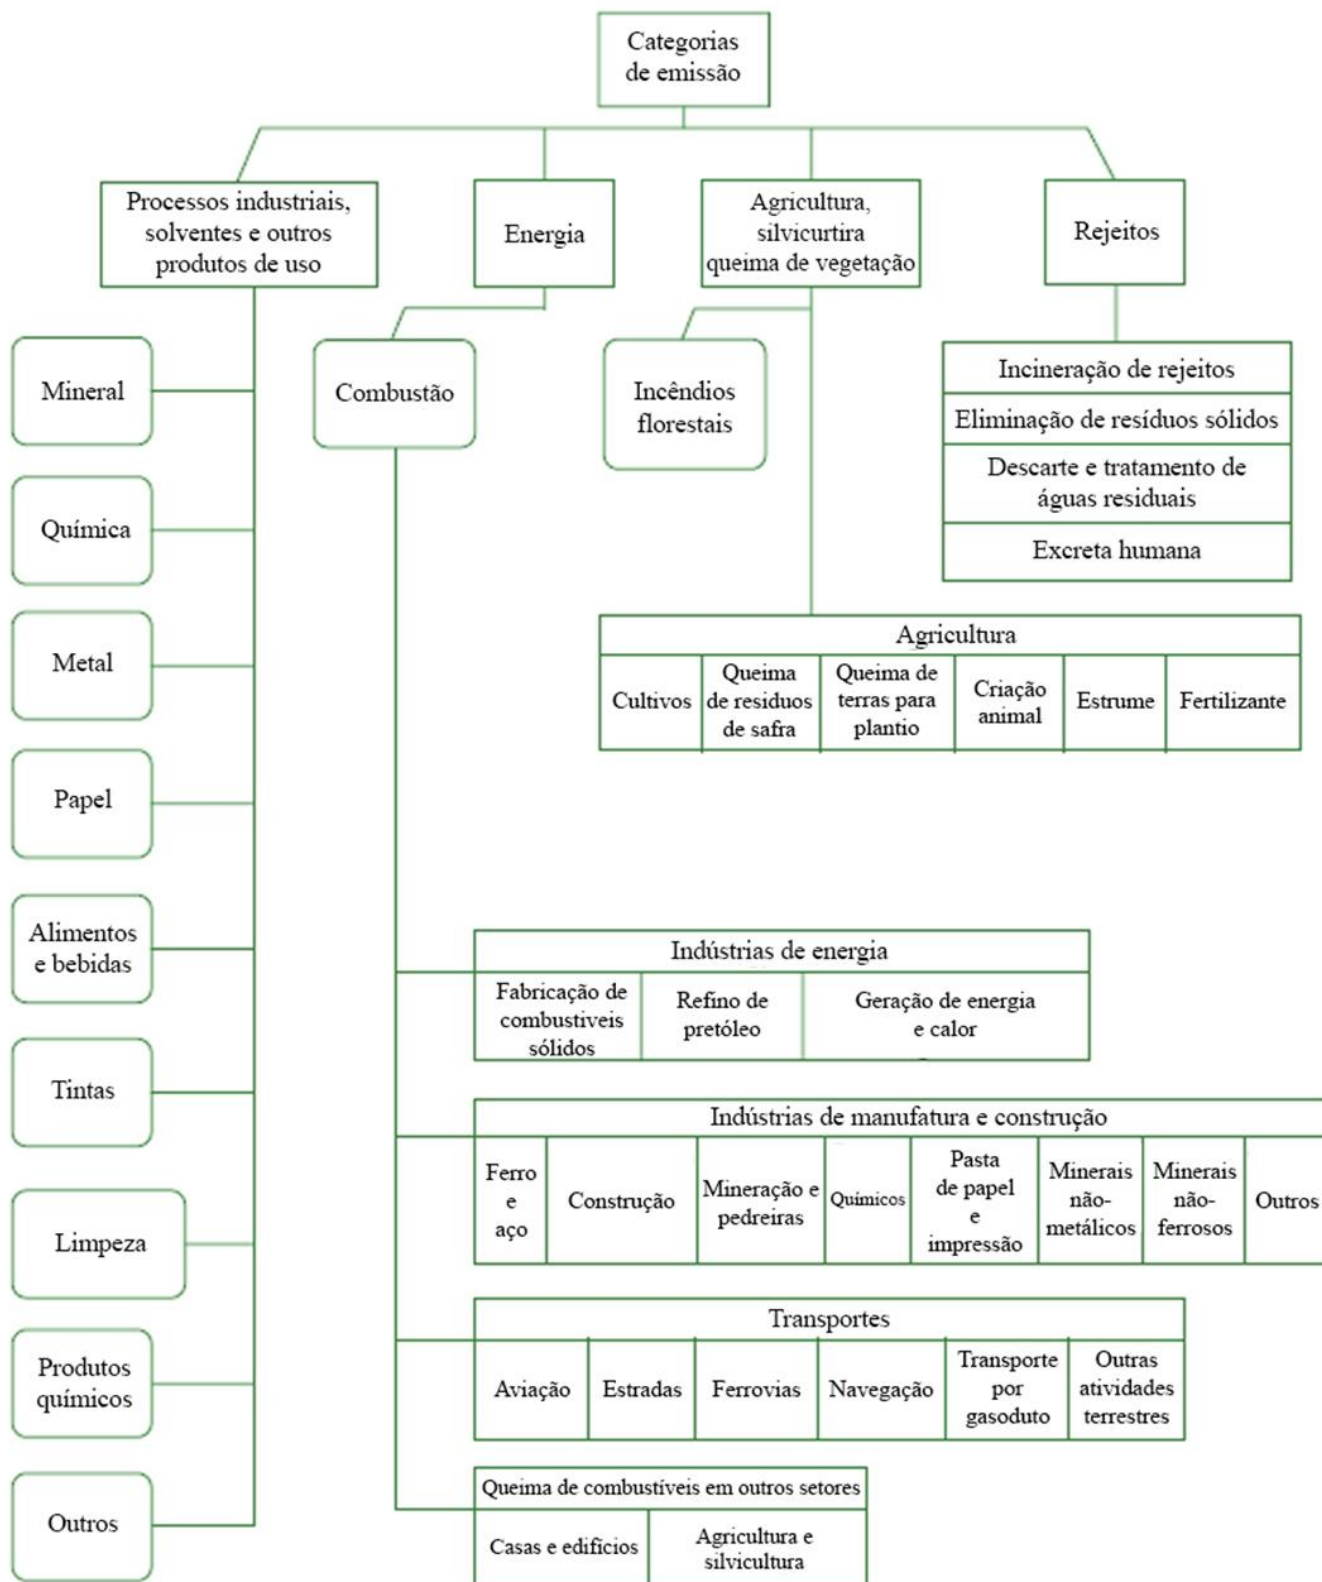 Categorias
de emissão
Processos industriais,
solventes e outros
produtos de uso
Energia
Agricultura,
silvicurtira
queima de vegetação
Rejeitos
Mineral
Química
Metal
Papel
Alimentos
e bebidas
Tintas
Limpeza
Produtos
químicos
Outros
Combustão
Incêndios
florestais
Incineração de rejeitos
Eliminação de resíduos sólidos
Descarte e tratamento de
águas residuais
Excreta humana
Agricultura
Cultivos
Queima
de residuos
de safra
Queima de
terras para
plantio
Criação
animal
Estrume
Fertilizante
Indústrias de energia
Fabricação de
combustiveis
sólidos
Refino de
pretóleo
Geração de energia
e calor
Indústrias de manufatura e construção
Ferro
e
aço
Construção
Mineração e
pedreiras
Químicos
Pasta
de papel
e
impressão
Minerais
não-
metálicos
Minerais
não-
ferrosos
Outros
Transportes
Aviação
Estradas
Ferrovias
Navegação
Transporte
por
gasoduto
Outras
atividades
terrestres
Queima de combustíveis em outros setores
Casas e edifícios
Agricultura e
silvicultura